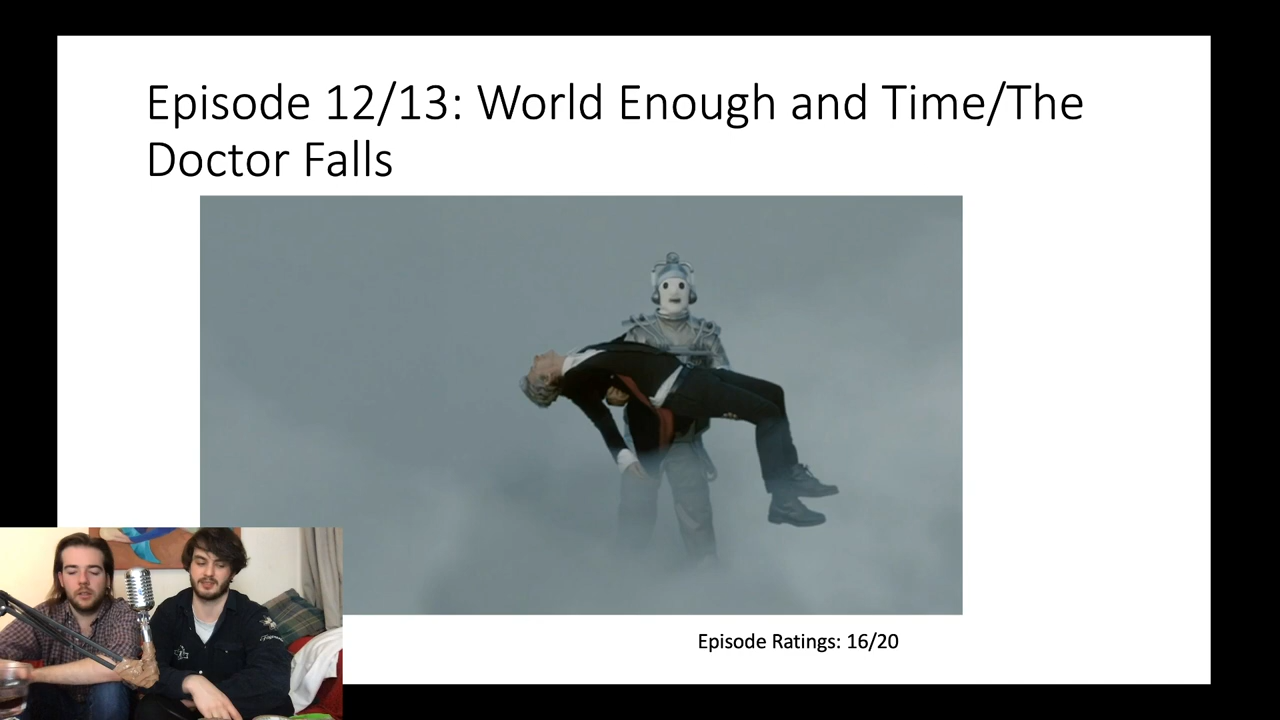 Episode 12/13: World Enough and Time/The
Doctor Falls
Episode Ratings: 16/20